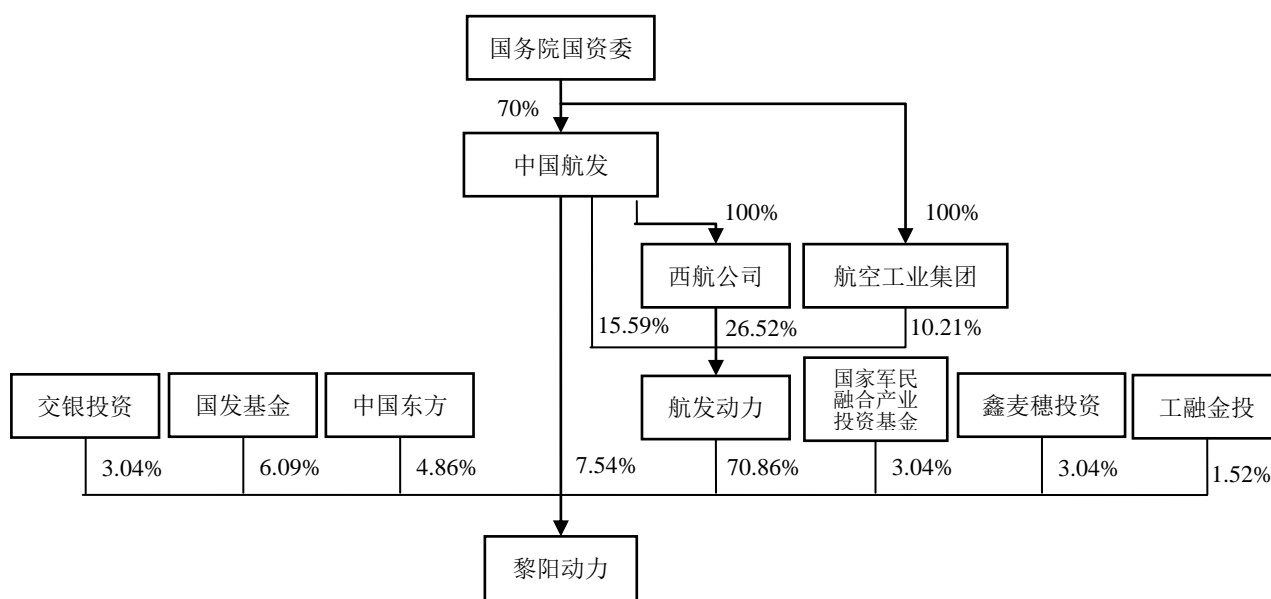 国务院国资委
70%
中国航发
100%
100%
西航公司
航空工业集团
15.59%
26.52%
10.21%
交银投资
国发基金
中国东方
航发动力
国家军民
融合产业
投资基金
鑫麦穗投资
工融金投
3.04%
6.09%
4.86%
7.54%
70.86%
3.04%
3.04%
1.52%
黎阳动力